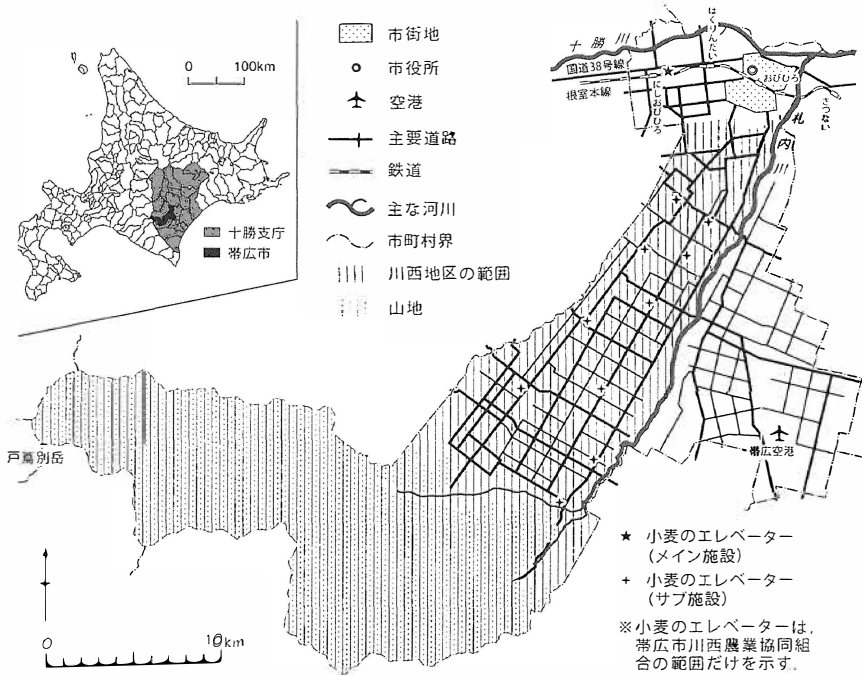 0 100km
十勝支庁
帯広市
市街地
市役所
空港
主要道路
鉄道
主な河川
市町村界
川西地区の範囲
山地
十勝川
はくりんだい
国道38号線
根室本線
にしおびひろ
おびひろ
さつない
札内川
戸蔦別岳
帯広空港
0 10km
★ 小麦のエレベーター
(メイン施設)
+ 小麦のエレベーター
(サブ施設)
※小麦のエレベーターは,
帯広市川西農業協同組
合の範囲だけを示す.